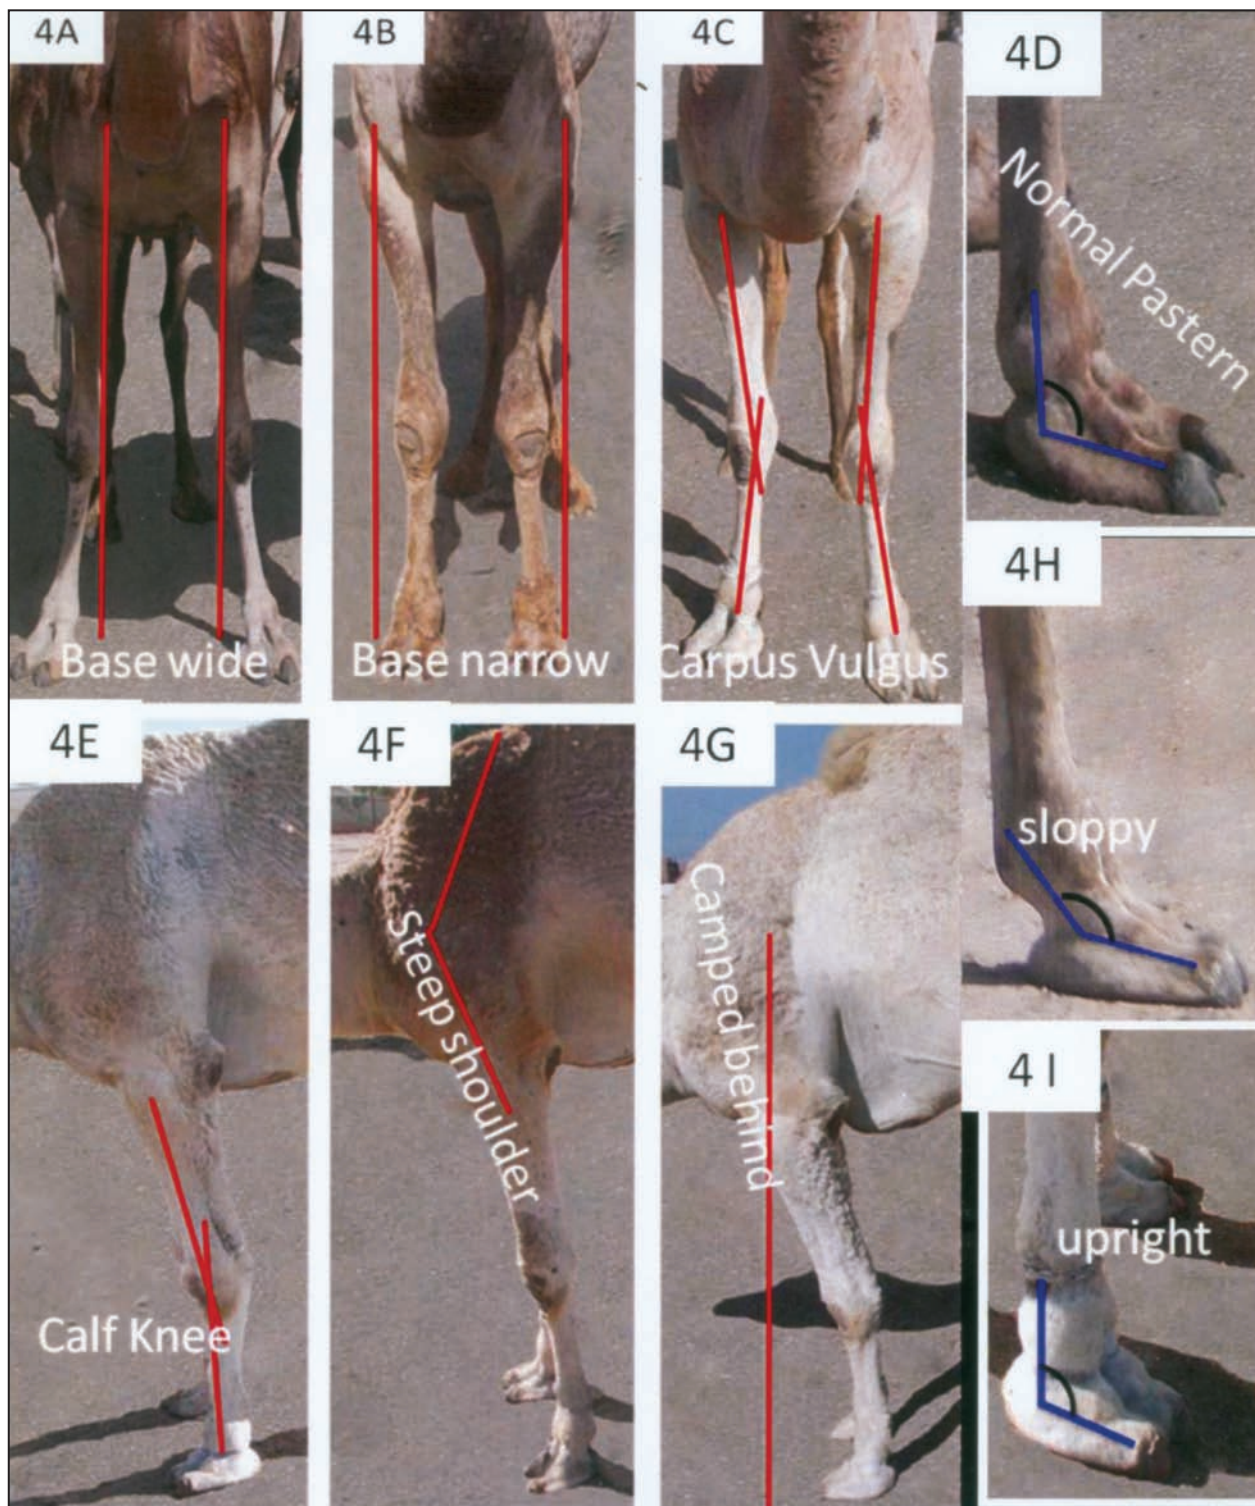 4A
Base wide
4B
Base narrow
4C
Carpus Vulgus
4D
Normal Pastern
4H
sloppy
4E
Calf Knee
4F
Steep shoulder
4G
Camped behind
4 I
upright